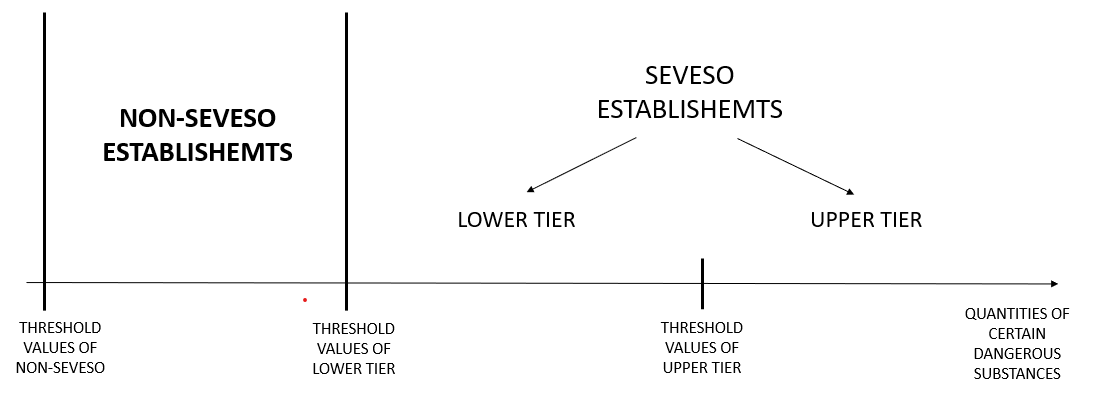 NON-SEVESO
ESTABLISHEMTS
SEVESO
ESTABLISHEMTS
LOWER TIER
UPPER TIER
THRESHOLD
VALUES OF
NON-SEVESO
THRESHOLD
VALUES OF
LOWER TIER
THRESHOLD
VALUES OF
UPPER TIER
QUANTITIES OF
CERTAIN
DANGEROUS
SUBSTANCES